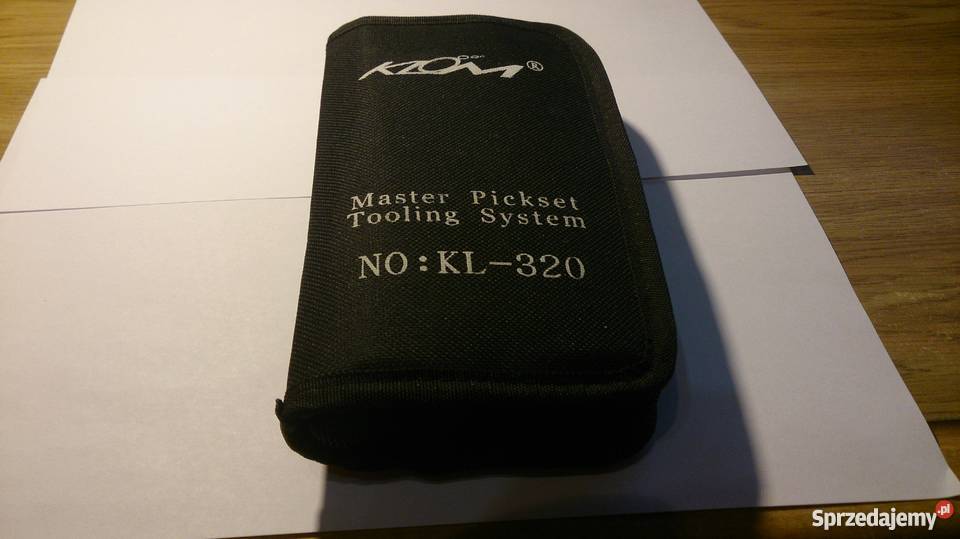 KLOM®
Master Pickset
Tooling System
NO:KL-320
Sprzedajemy.pl